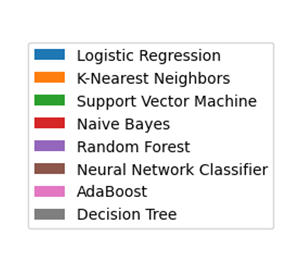 Logistic Regression
K-Nearest Neighbors
Support Vector Machine
Naive Bayes
Random Forest
Neural Network Classifier
AdaBoost
Decision Tree